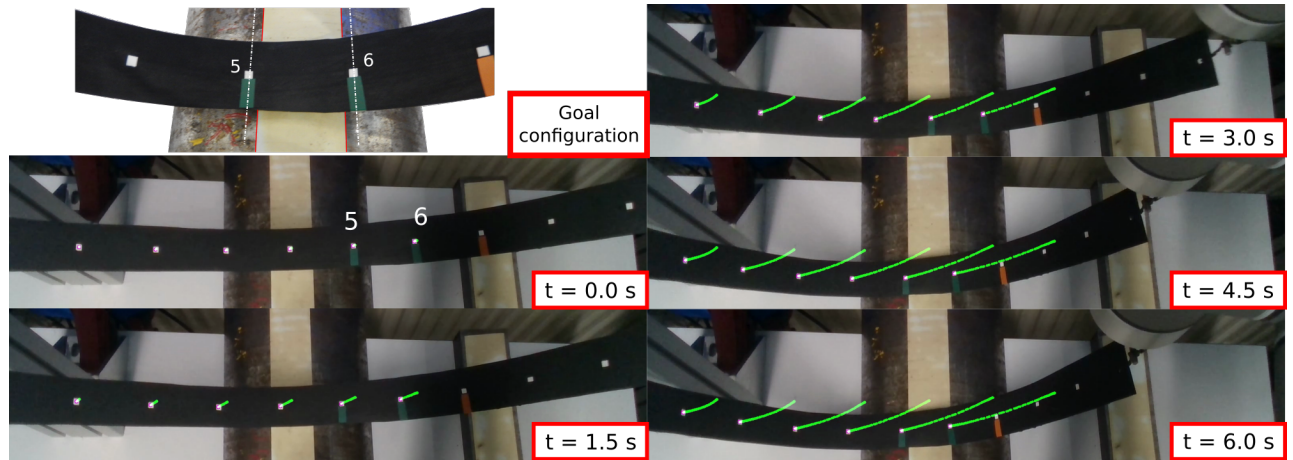 5
6
Goal
configuration
5
6
t = 0.0 s
t = 1.5 s
t = 3.0 s
t = 4.5 s
t = 6.0 s